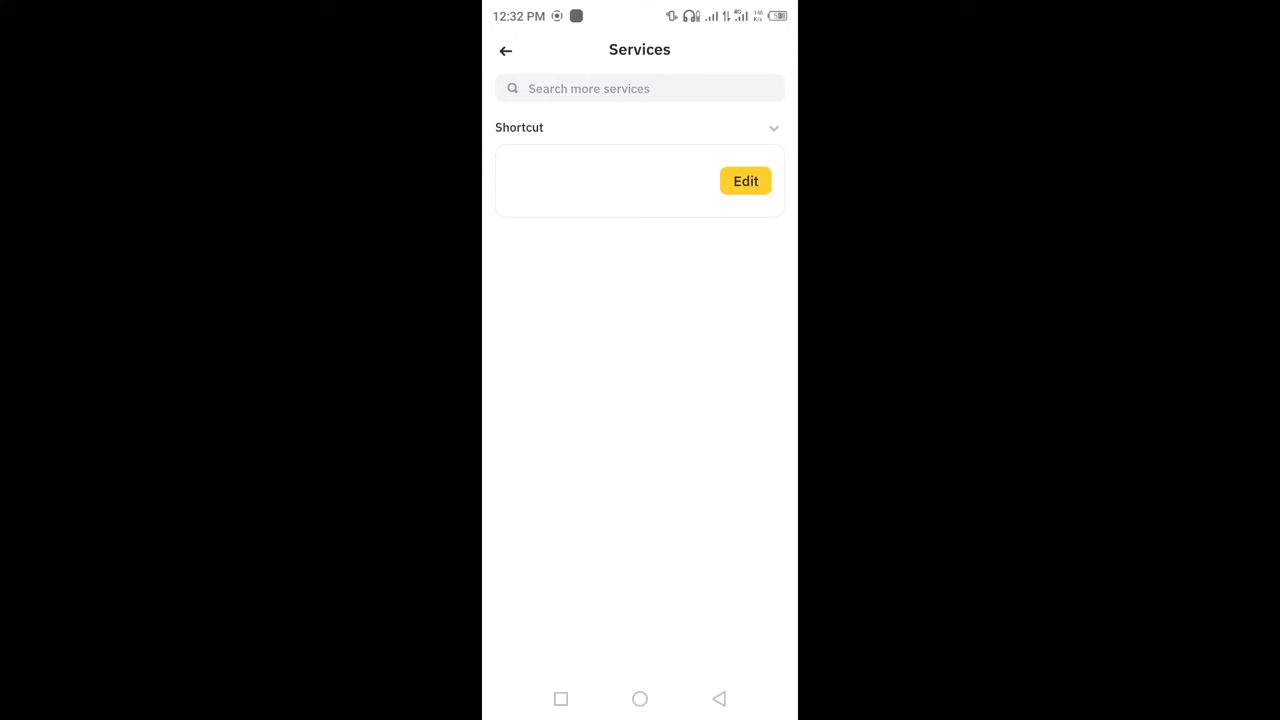 12:32 PM
Services
Search more services
Shortcut
Edit